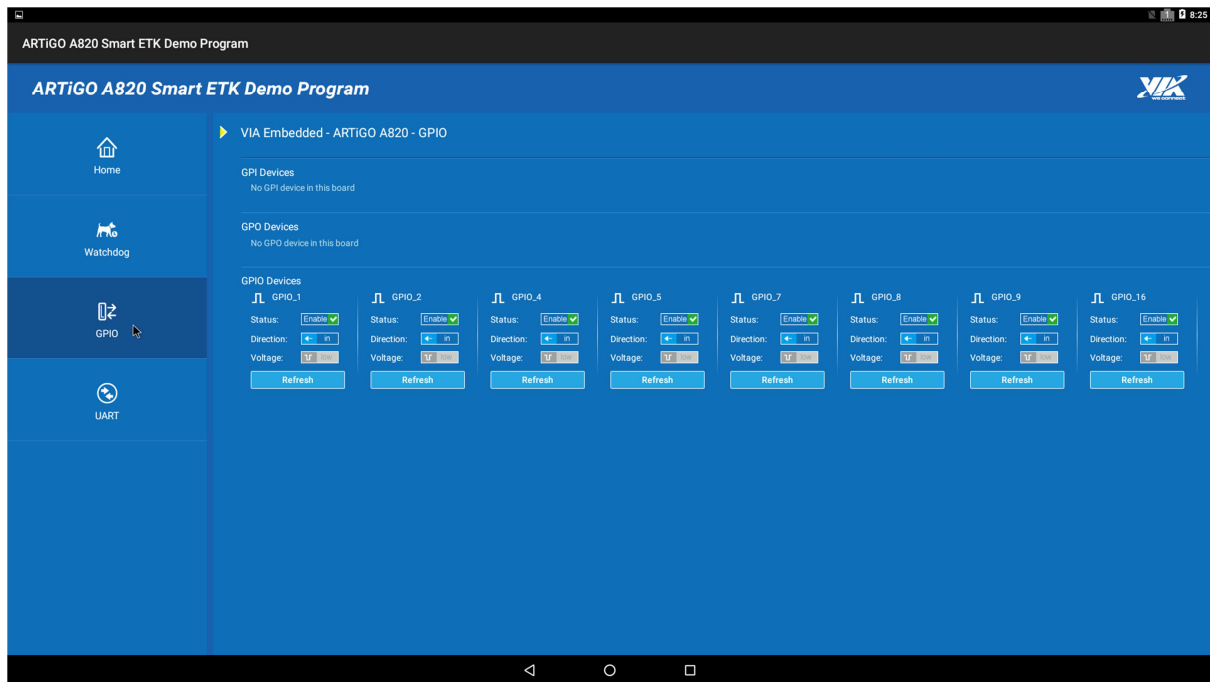 8:25
ARTiGO A820 Smart ETK Demo Program
ARTiGO A820 Smart ETK Demo Program
VIA
we connect
Home
Watchdog
GPIO
UART
VIA Embedded - ARTiGO A820 - GPIO
GPI Devices
No GPI device in this board
GPO Devices
No GPO device in this board
GPIO Devices
GPIO_1 GPIO_2 GPIO_4 GPIO_5 GPIO_7 GPIO_8 GPIO_9 GPIO_16
Status: Enable Status: Enable Status: Enable Status: Enable Status: Enable Status: Enable Status: Enable Status: Enable
Direction: in Direction: in Direction: in Direction: in Direction: in Direction: in Direction: in Direction: in
Voltage: low Voltage: low Voltage: low Voltage: low Voltage: low Voltage: low Voltage: low Voltage: low
Refresh Refresh Refresh Refresh Refresh Refresh Refresh Refresh